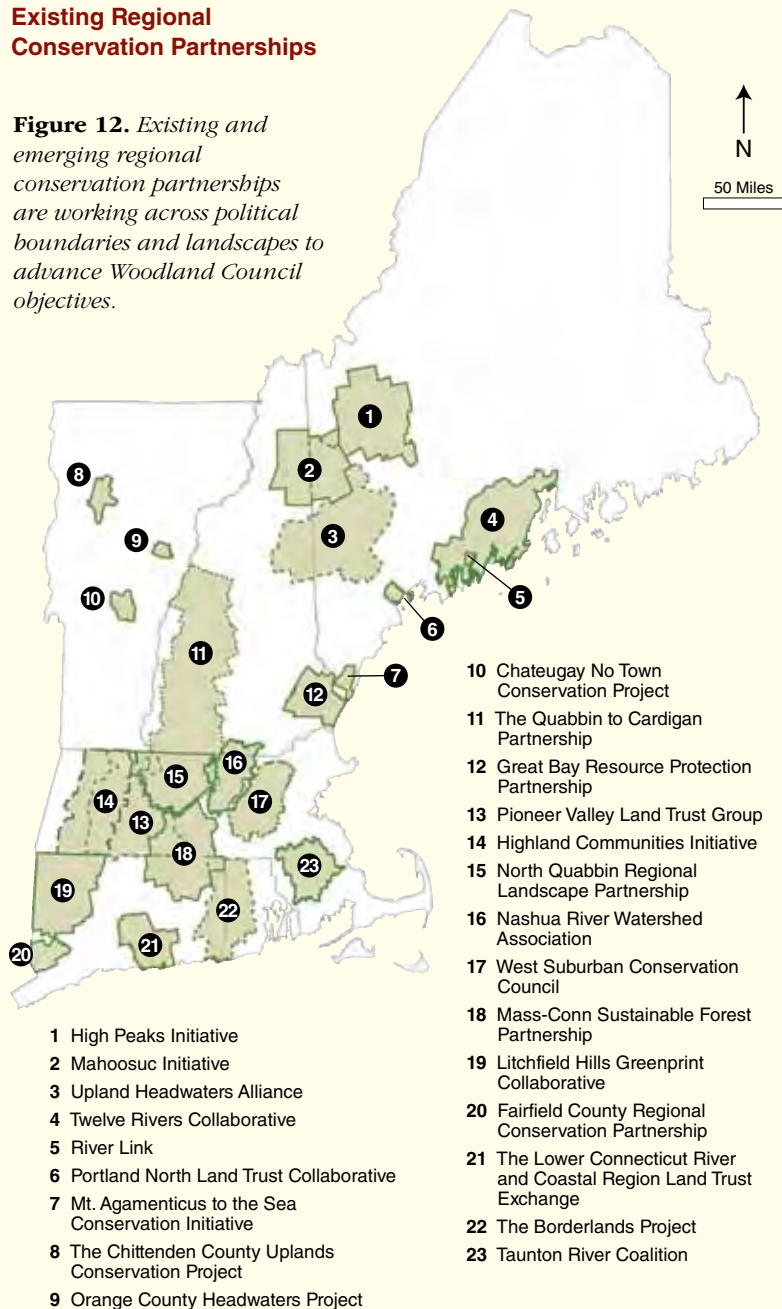 Existing Regional
Conservation Partnerships
Figure 12. Existing and
emerging regional
conservation partnerships
are working across political
boundaries and landscapes to
advance Woodland Council
objectives.
N
50 Miles
1
2
3
4
5
6
7
8
9
10
11
12
13
14
15
16
17
18
19
20
21
22
23
1 High Peaks Initiative
2 Mahoosuc Initiative
3 Upland Headwaters Alliance
4 Twelve Rivers Collaborative
5 River Link
6 Portland North Land Trust Collaborative
7 Mt. Agamenticus to the Sea
Conservation Initiative
8 The Chittenden County Uplands
Conservation Project
9 Orange County Headwaters Project
10 Chateugay No Town
Conservation Project
11 The Quabbin to Cardigan
Partnership
12 Great Bay Resource Protection
Partnership
13 Pioneer Valley Land Trust Group
14 Highland Communities Initiative
15 North Quabbin Regional
Landscape Partnership
16 Nashua River Watershed
Association
17 West Suburban Conservation
Council
18 Mass-Conn Sustainable Forest
Partnership
19 Litchfield Hills Greenprint
Collaborative
20 Fairfield County Regional
Conservation Partnership
21 The Lower Connecticut River
and Coastal Region Land Trust
Exchange
22 The Borderlands Project
23 Taunton River Coalition